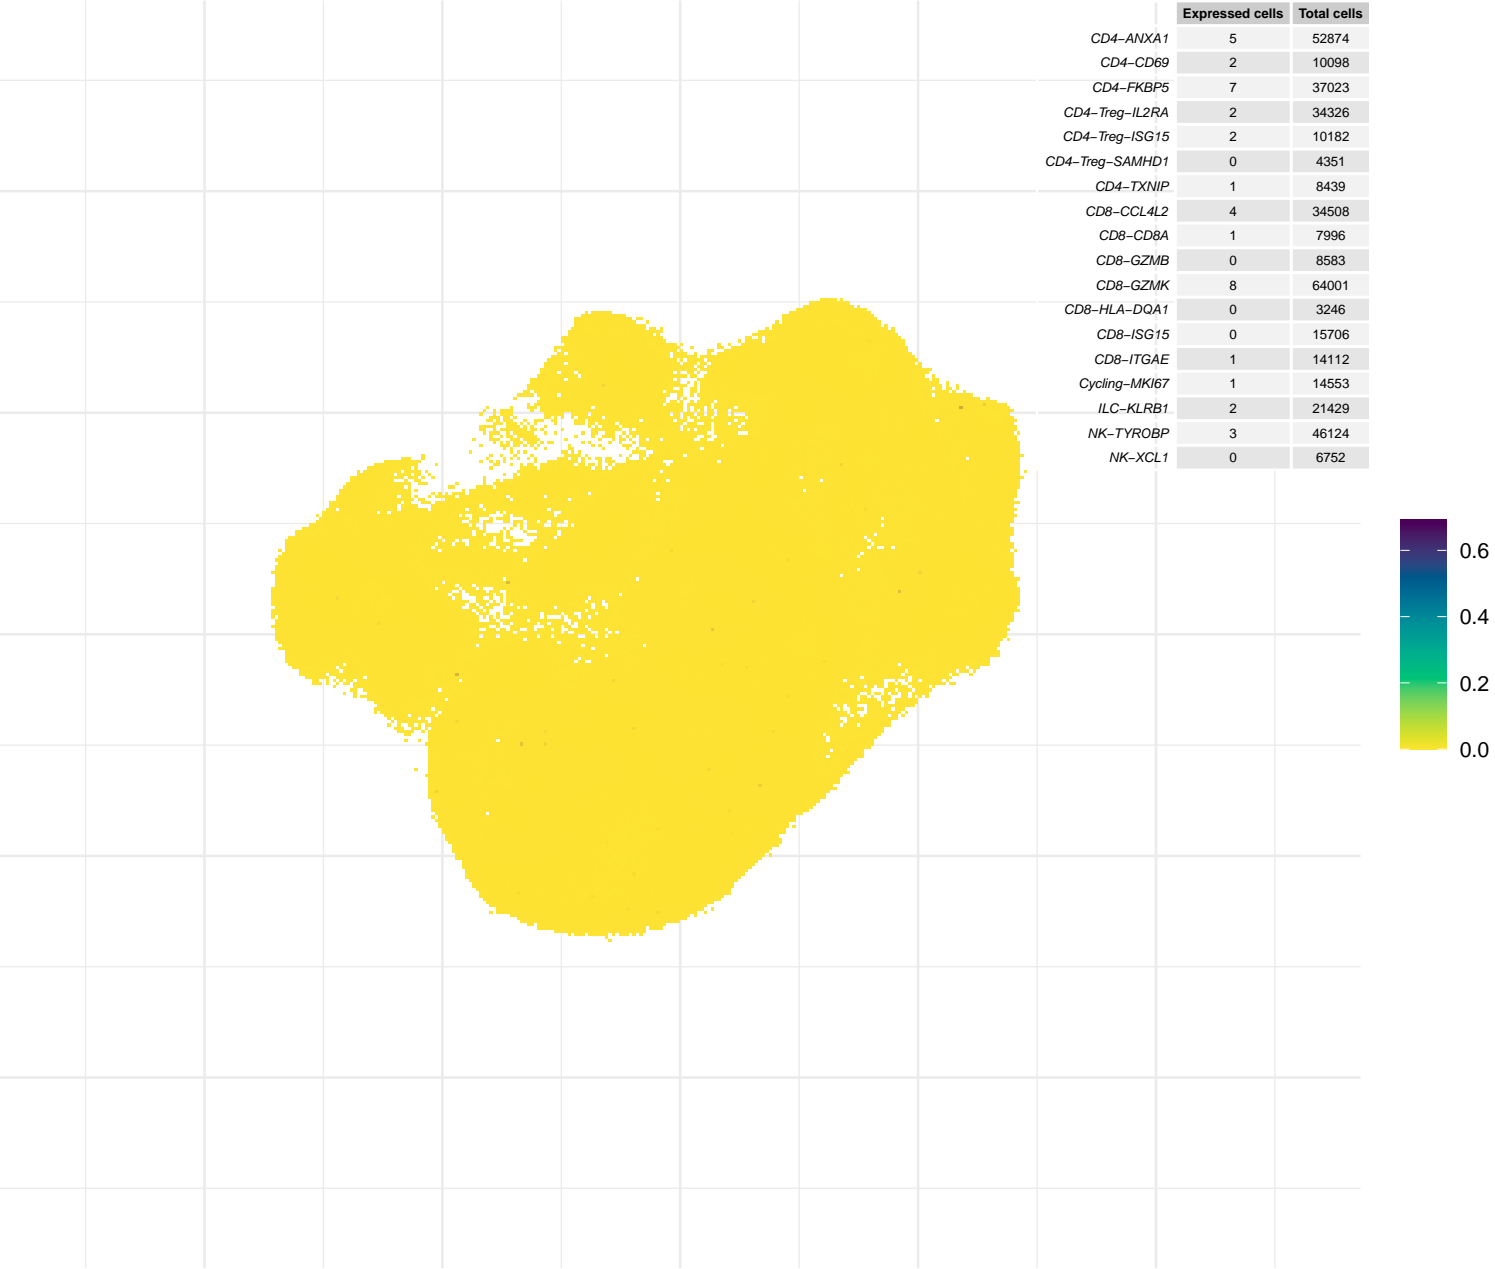 Expressed cells Total cells
CD4−ANXA1 5 52874
CD4−CD69 2 10098
CD4−FKBP5 7 37023
CD4−Treg−IL2RA 2 34326
CD4−Treg−ISG15 2 10182
CD4−Treg−SAMHD1 0 4351
CD4−TXNIP 1 8439
CD8−CCL4L2 4 34508
CD8−CD8A 1 7996
CD8−GZMB 0 8583
CD8−GZMK 8 64001
CD8−HLA−DQA1 0 3246
CD8−ISG15 0 15706
CD8−ITGAE 1 14112
Cycling−MKI67 1 14553
ILC−KLRB1 2 21429
NK−TYROBP 3 46124
NK−XCL1 0 6752
0.6
0.4
0.2
0.0